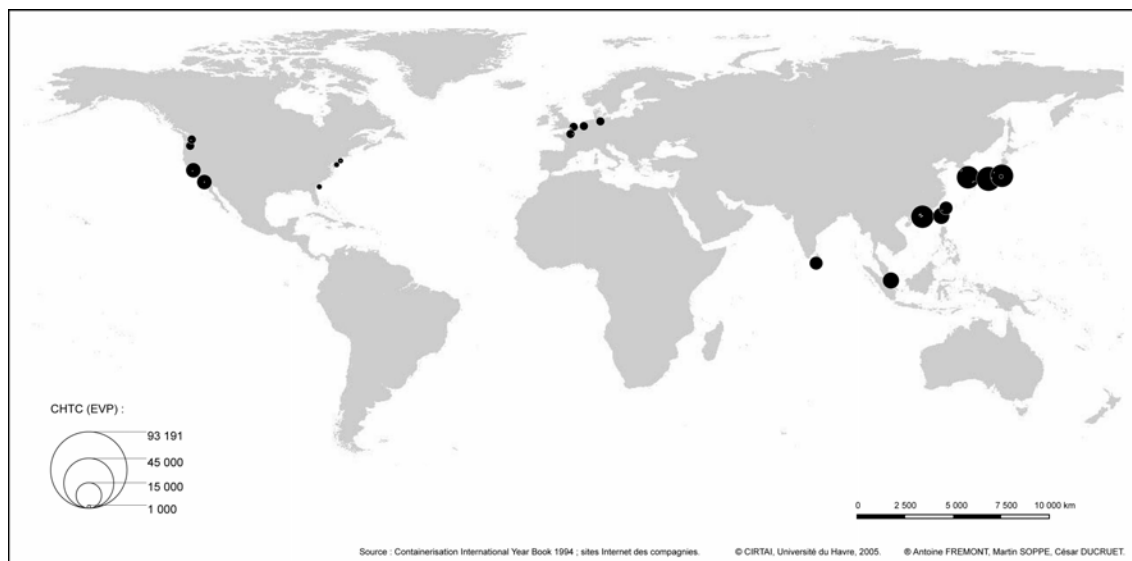 CHTC (EVP) :
93 191
45 000
15 000
1 000
0 2 500 5 000 7 500 10 000 km
Source : Containerisation International Year Book 1994 ; sites Internet des compagnies. © CIRTAI, Université du Havre, 2005. ® Antoine FREMONT, Martin SOPPE, César DUCRUET.